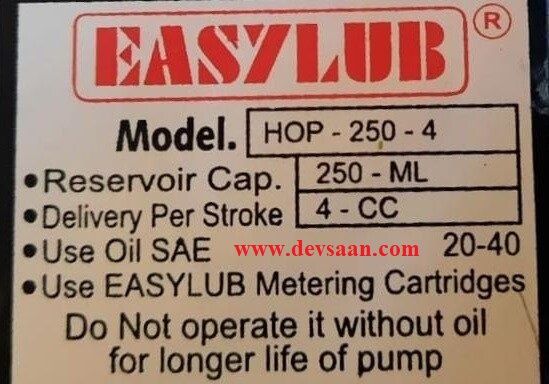 EASYLUB ®
Model. HOP - 250 - 4
•Reservoir Cap. 250 - ML
•Delivery Per Stroke 4 - CC
•Use Oil SAE www.devsaan.com 20-40
•Use EASYLUB Metering Cartridges
Do Not operate it without oil
for longer life of pump